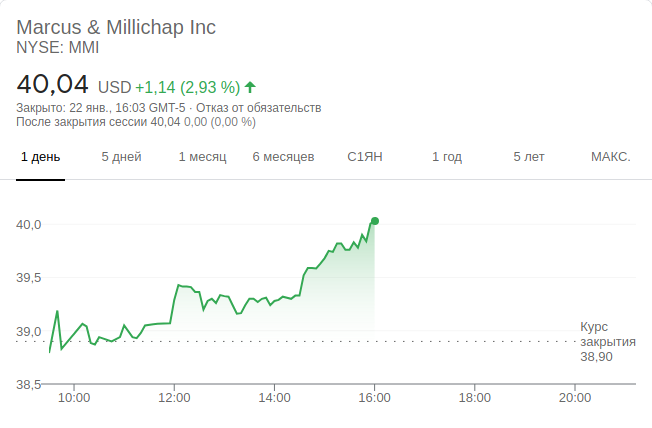 Marcus & Millichap Inc
NYSE: MMI
40,04 USD +1,14 (2,93 %)
Закрыто: 22 янв., 16:03 GMT-5 · Отказ от обязательств
После закрытия сессии 40,04 0,00 (0,00 %)
1 день 5 дней 1 месяц 6 месяцев С1ЯН 1 год 5 лет МАКС.
40,0
39,5
39,0
38,5
Курс
закрытия
38,90
10:00 12:00 14:00 16:00 18:00 20:00